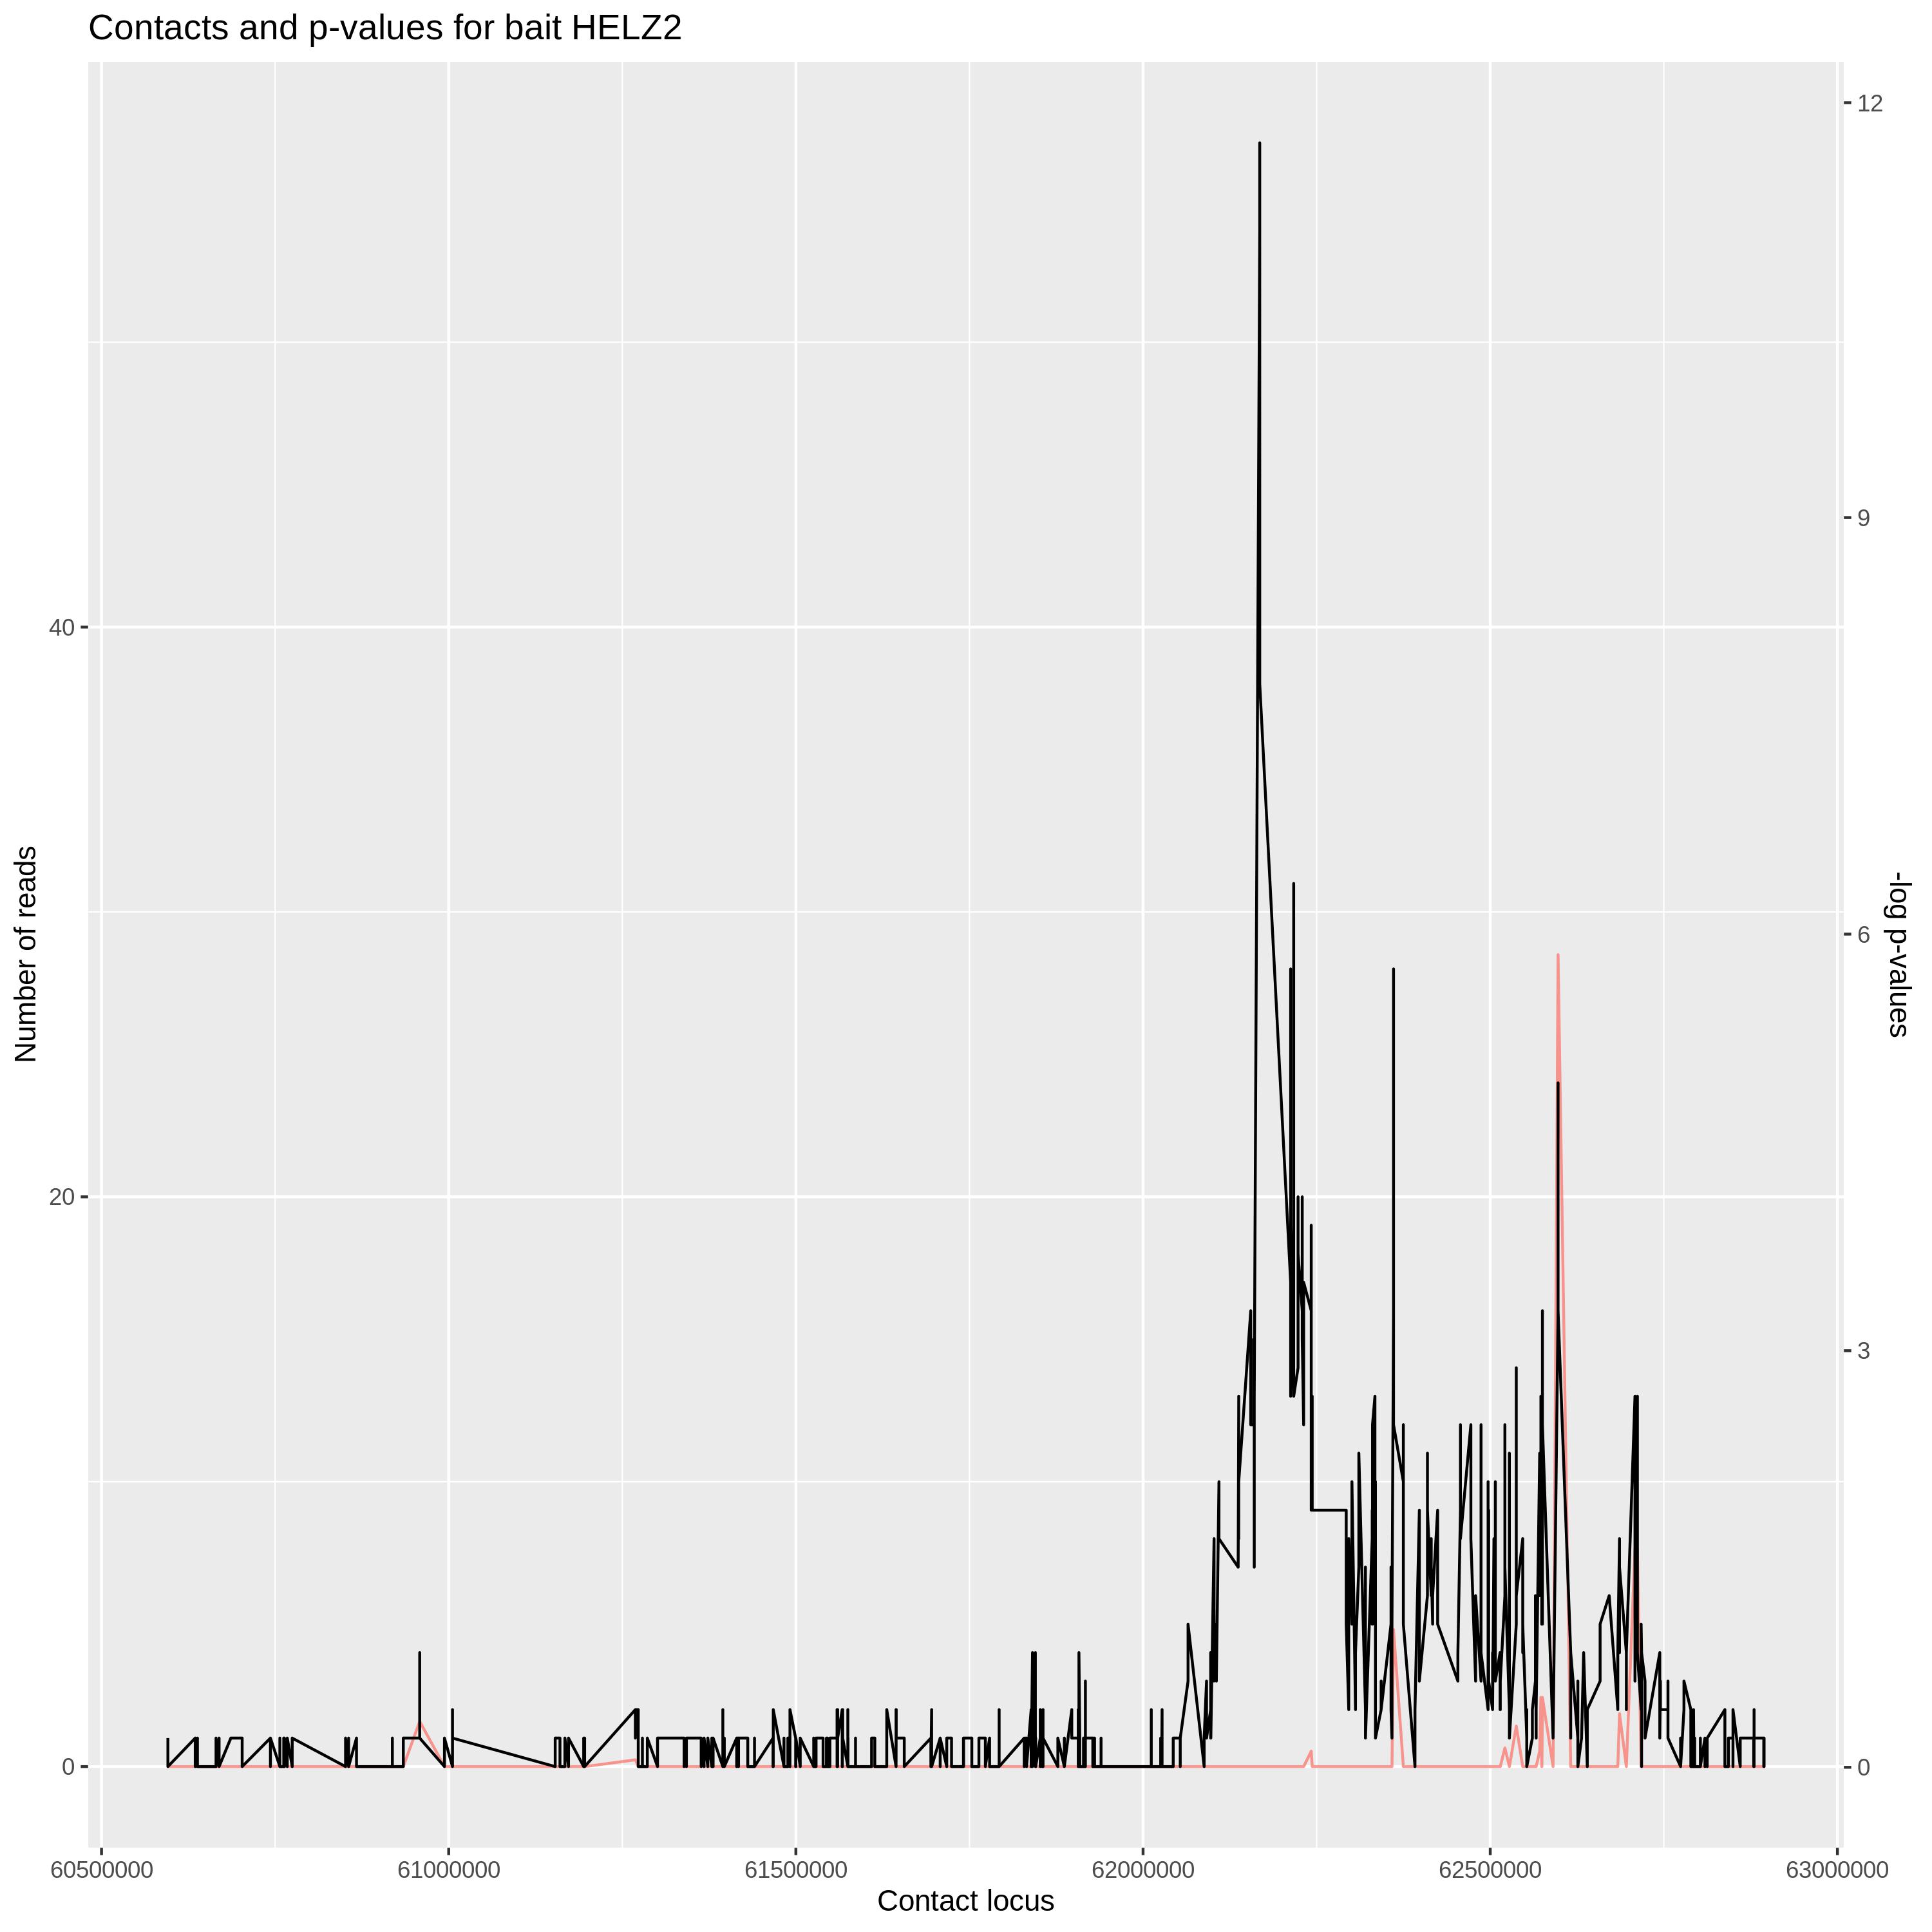 Contacts and p-values for bait HELZ2
12
9
40
Number of reads
-log p-values
6
20
3
0
0
60500000 61000000 61500000 62000000 62500000 63000000
Contact locus